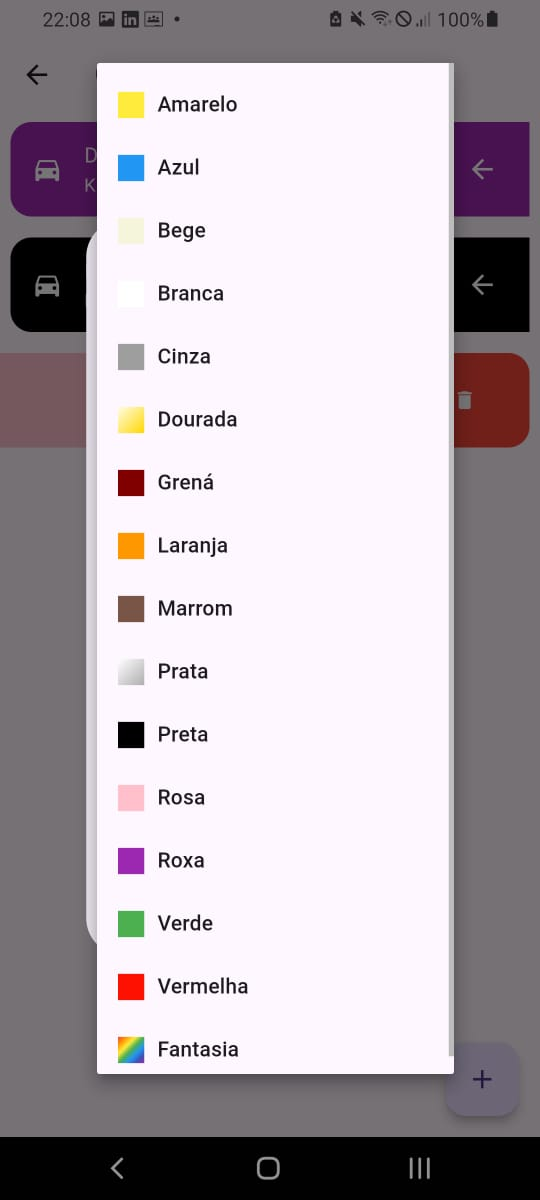 22:08
100%
D
K
Amarelo
Azul
Bege
Branca
Cinza
Dourada
Grená
Laranja
Marrom
Prata
Preta
Rosa
Roxa
Verde
Vermelha
Fantasia